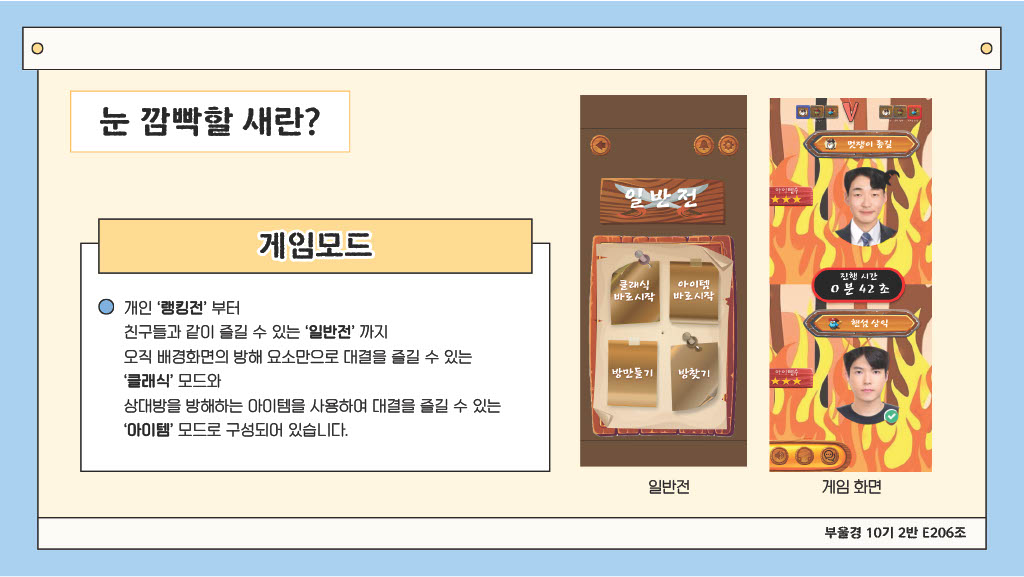 눈 깜빡할 새란?
게임모드
개인 '랭킹전' 부터
친구들과 같이 즐길 수 있는 '일반전' 까지
오직 배경화면의 방해 요소만으로 대결을 즐길 수 있는
'클래식' 모드와
상대방을 방해하는 아이템을 사용하여 대결을 즐길 수 있는
'아이템' 모드로 구성되어 있습니다.
일반전
클래식
바로시작
아이템
바로시작
방만들기
방찾기
일반전
멋쟁이
진행 시간
0 분 42 초
게임 화면
부울경 10기 2반 E206조